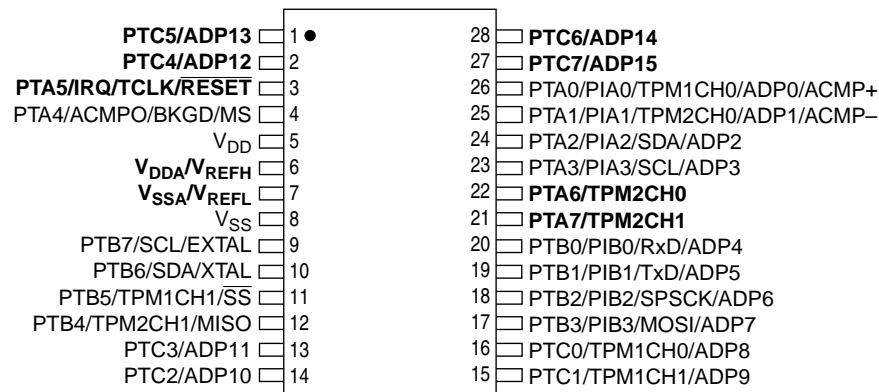 PTC5/ADP13 1 28 PTC6/ADP14
PTC4/ADP12 2 27 PTC7/ADP15
PTA5/IRQ/TCLK/RESET 3 26 PTA0/PIA0/TPM1CH0/ADP0/ACMP+
PTA4/ACMPO/BKGD/MS 4 25 PTA1/PIA1/TPM2CH0/ADP1/ACMP–
VDD 5 24 PTA2/PIA2/SDA/ADP2
VDDA/VREFH 6 23 PTA3/PIA3/SCL/ADP3
VSSA/VREFL 7 22 PTA6/TPM2CH0
VSS 8 21 PTA7/TPM2CH1
PTB7/SCL/EXTAL 9 20 PTB0/PIB0/RxD/ADP4
PTB6/SDA/XTAL 10 19 PTB1/PIB1/TxD/ADP5
PTB5/TPM1CH1/SS 11 18 PTB2/PIB2/SPSCK/ADP6
PTB4/TPM2CH1/MISO 12 17 PTB3/PIB3/MOSI/ADP7
PTC3/ADP11 13 16 PTC0/TPM1CH0/ADP8
PTC2/ADP10 14 15 PTC1/TPM1CH1/ADP9